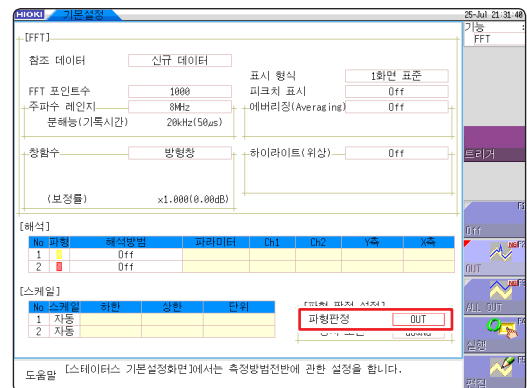 HIOKI 기본설정 25-Jul 21:31:40
기능 :
FFT
[FFT]
참조 데이터 신규 데이터
표시 형식 1화면 표준
FFT 포인트수 1000 피크치 표시 Off
주파수 레인지 8MHz 에버리징(Averaging) Off
분해능(기록시간) 20kHz(50㎲)
창함수 방형창 하이라이트(위상) Off
트리거
(보정률) ×1.000(0.00dB)
[해석]
No 파형 해석방법 파라미터 Ch1 Ch2 Y축 X축
1 Off
2 Off
Off
OUT
[스케일]
No 스케일 하한 상한 단위
1 자동
2 자동
파형판정 OUT
ALL OUT
실행
도움말 [스테이터스 기본설정화면]에서는 측정방법전반에 관한 설정을 합니다.
편집